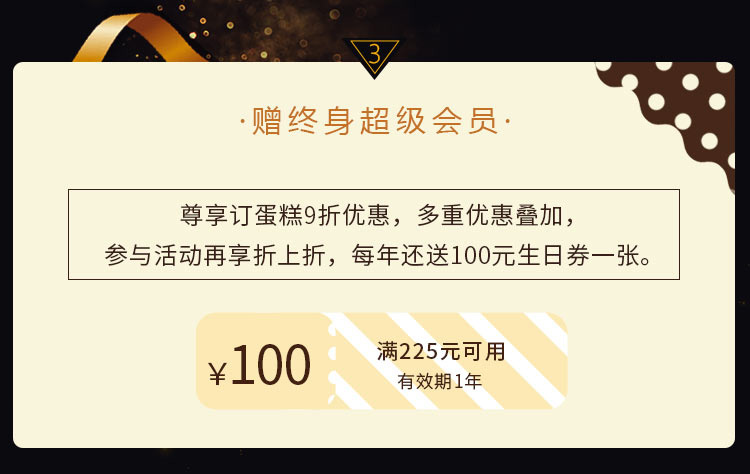 3
·赠终身超级会员·
尊享订蛋糕9折优惠，多重优惠叠加，
参与活动再享折上折，每年还送100元生日券一张。
¥100
满225元可用
有效期1年